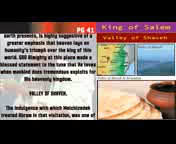 PG 41
north presents, is highly suggestive of a
greater emphasis that heaven lays on
humanity's triumph over the king of this
world. GOD Almighty at this place made a
blessed statement to the tune that He loves
when mankind does tremendous exploits for
His heavenly kingdom.
VALLEY OF SHAVEH.
The indulgence with which Melchizedek
treated Abram in that visitation, was one of
King of Salem
Valley of Shaveh